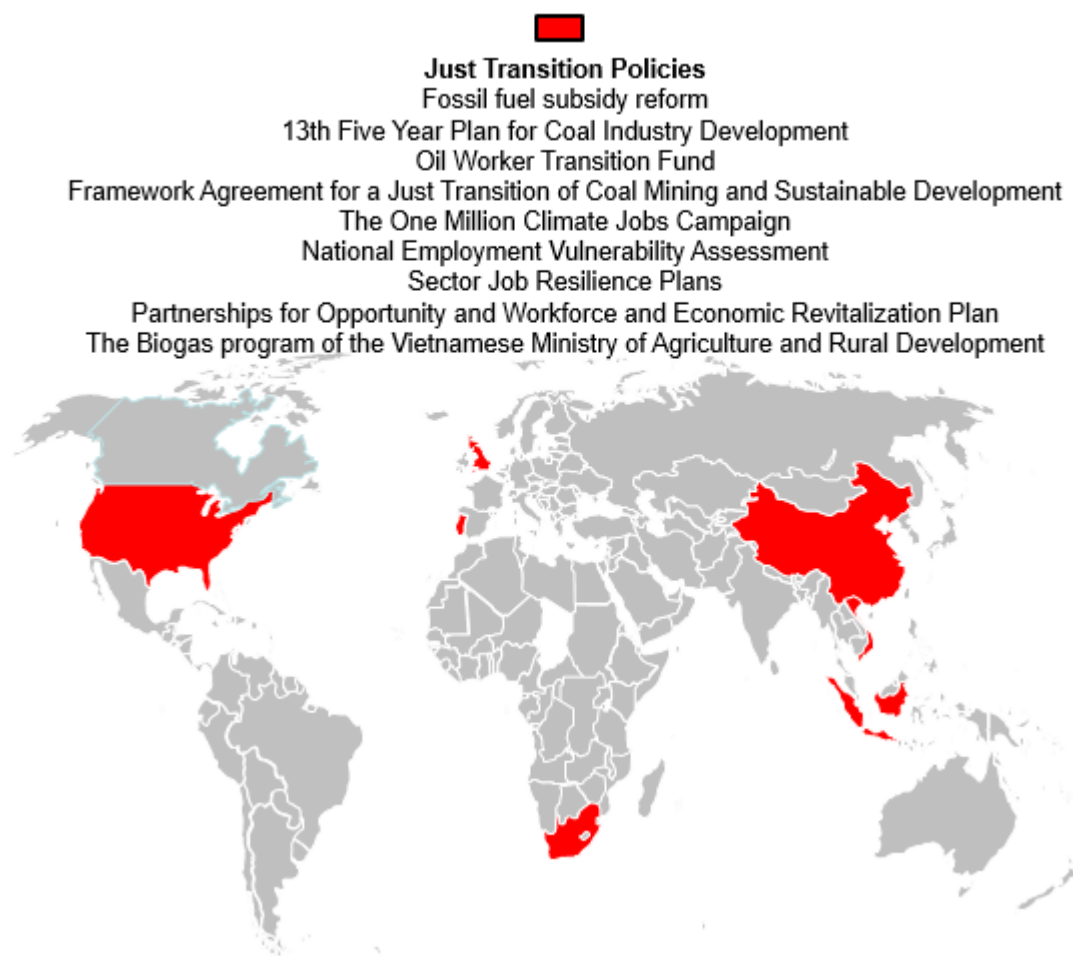 Just Transition Policies
Fossil fuel subsidy reform
13th Five Year Plan for Coal Industry Development
Oil Worker Transition Fund
Framework Agreement for a Just Transition of Coal Mining and Sustainable Development
The One Million Climate Jobs Campaign
National Employment Vulnerability Assessment
Sector Job Resilience Plans
Partnerships for Opportunity and Workforce and Economic Revitalization Plan
The Biogas program of the Vietnamese Ministry of Agriculture and Rural Development